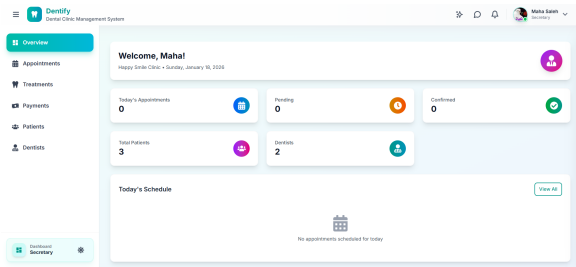 Dentify
Dental Clinic Management System
Maha Saleh
Secretary
Overview
Appointments
Treatments
Payments
Patients
Dentists
Dashboard
Secretary
Welcome, Maha!
Happy Smile Clinic • Sunday, January 18, 2026
Today's Appointments
0
Pending
0
Confirmed
0
Total Patients
3
Dentists
2
Today's Schedule
View All
No appointments scheduled for today